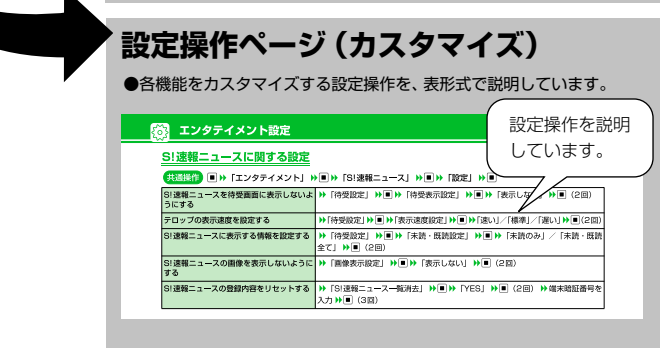 設定操作ページ（カスタマイズ）
●各機能をカスタマイズする設定操作を、表形式で説明しています。
エンタテイメント設定
設定操作を説明
しています。
S!速報ニュースに関する設定
共通操作 ■ 「エンタテイメント」 ■ 「S!速報ニュース」 ■ 「設定」 ■
S!速報ニュースを待受画面に表示しないよ
うにする
「待受設定」 ■ 「待受表示設定」 ■ 「表示しない」 ■（2回）
テロップの表示速度を設定する
「待受設定」 ■ 「表示速度設定」 ■ 「速い」／「標準」／「遅い」 ■（2回）
S!速報ニュースに表示する情報を設定する
「待受設定」 ■ 「未読・既読設定」 ■ 「未読のみ」／「未読・既読
全て」 ■（2回）
S!速報ニュースの画像を表示しないように
する
「画像表示設定」 ■ 「表示しない」 ■（2回）
S!速報ニュースの登録内容をリセットする
「S!速報ニュース一覧消去」 ■ 「YES」 ■（2回） 端末暗証番号を
入力 ■（3回）